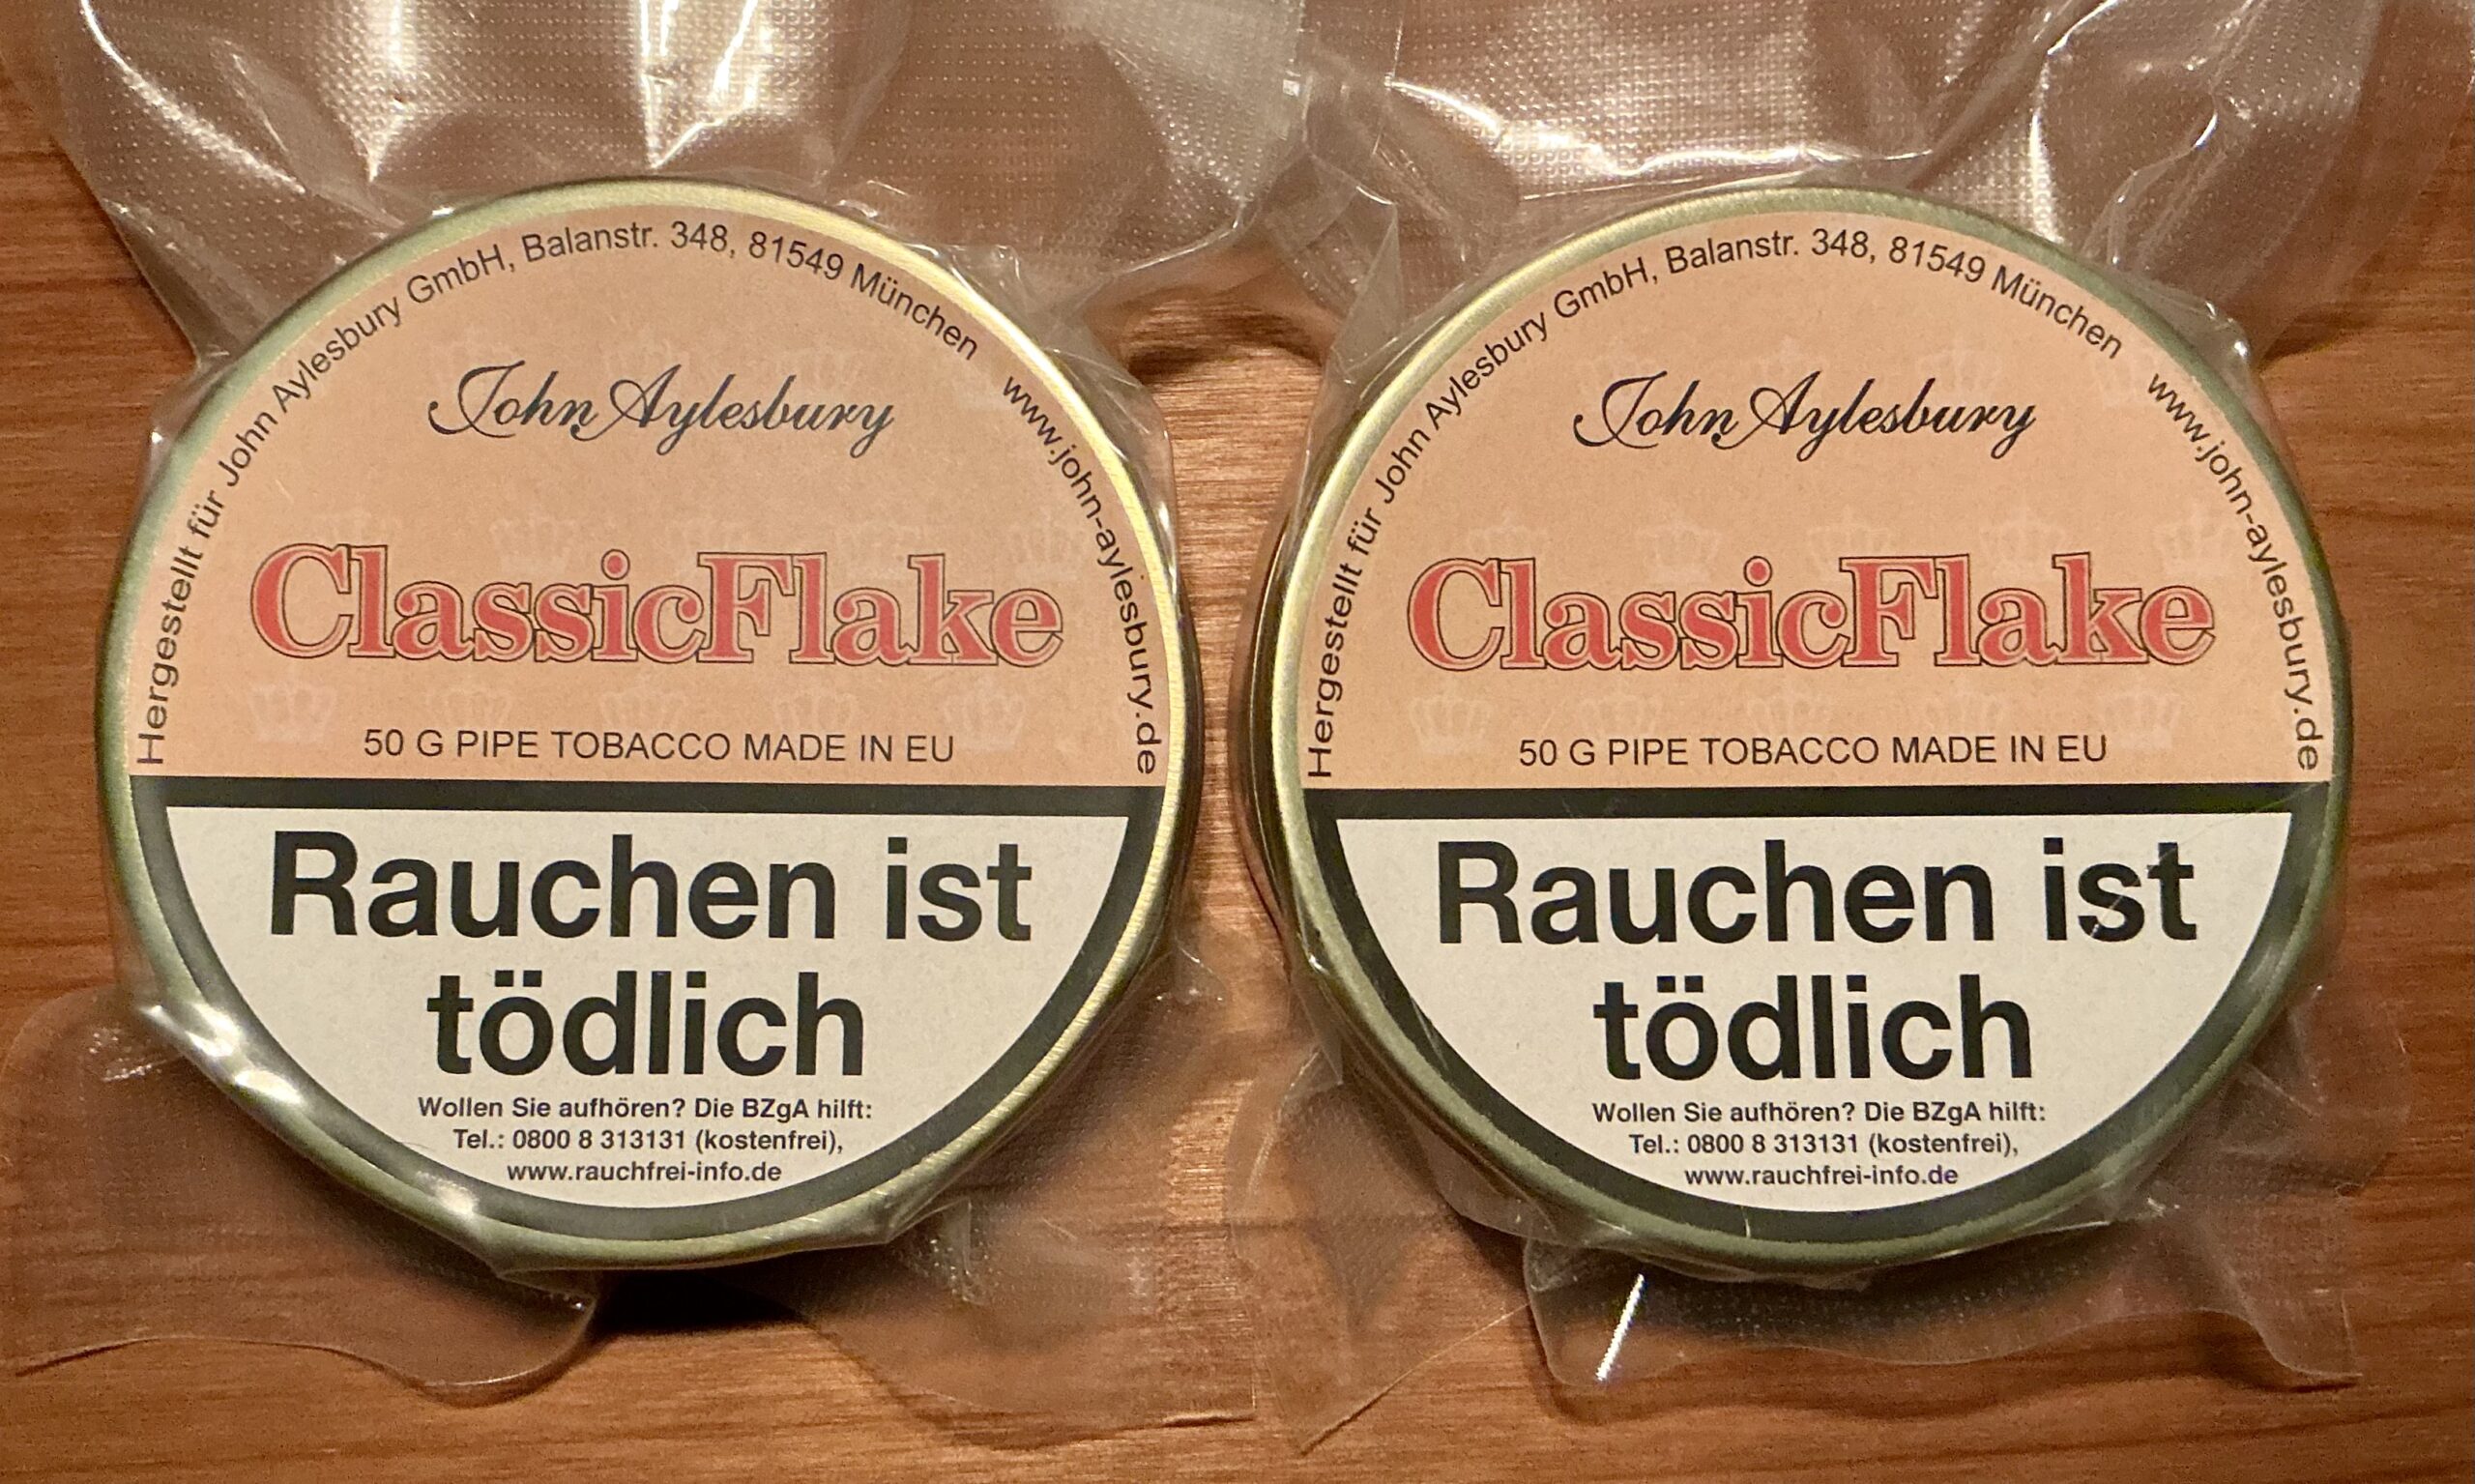 Hergestellt für John Aylesbury GmbH, Balanstr. 348, 81549 München www.john-aylesbury.de
John Aylesbury
ClassicFlake
50 G PIPE TOBACCO MADE IN EU
Rauchen ist
tödlich
Wollen Sie aufhören? Die BZgA hilft:
Tel.: 0800 8 313131 (kostenfrei),
www.rauchfrei-info.de
Hergestellt für John Aylesbury GmbH, Balanstr. 348, 81549 München www.john-aylesbury.de
John Aylesbury
ClassicFlake
50 G PIPE TOBACCO MADE IN EU
Rauchen ist
tödlich
Wollen Sie aufhören? Die BZgA hilft:
Tel.: 0800 8 313131 (kostenfrei),
www.rauchfrei-info.de